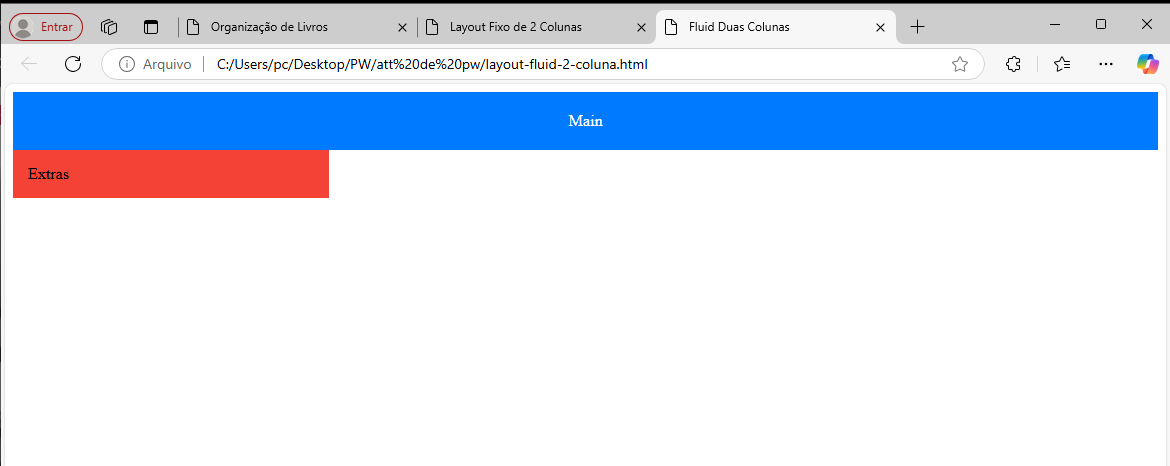 Entrar
Organização de Livros
Layout Fixo de 2 Colunas
Fluid Duas Colunas
Arquivo
C:/Users/pc/Desktop/PW/att%20de%20pw/layout-fluid-2-coluna.html
Main
Extras